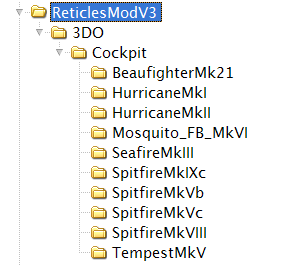 ReticlesModV3
3DO
Cockpit
BeaufighterMk21
HurricaneMkI
HurricaneMkII
Mosquito_FB_MkVI
SeafireMkIII
SpitfireMkIXc
SpitfireMkVb
SpitfireMkVc
SpitfireMkVIII
TempestMkV